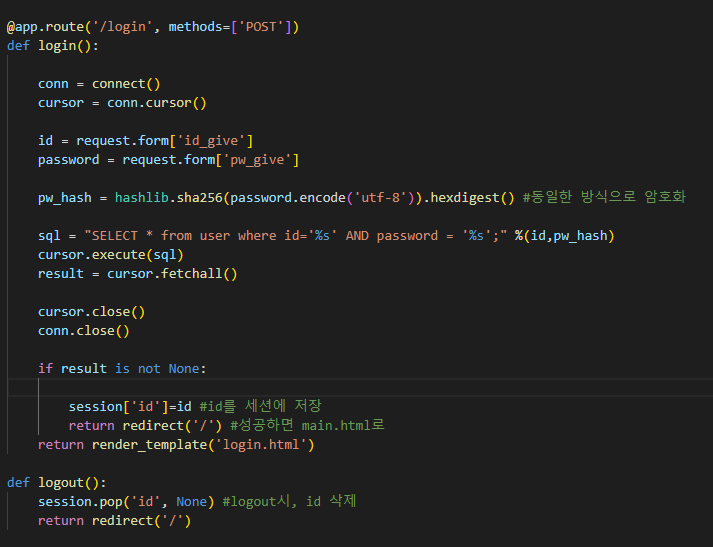 @app.route('/login', methods=['POST'])
def login():
conn = connect()
cursor = conn.cursor()
id = request.form['id_give']
password = request.form['pw_give']
pw_hash = hashlib.sha256(password.encode('utf-8')).hexdigest() #동일한 방식으로 암호화
sql = "SELECT * from user where id='%s' AND password = '%s';" %(id,pw_hash)
cursor.execute(sql)
result = cursor.fetchall()
cursor.close()
conn.close()
if result is not None:
session['id']=id #id를 세션에 저장
return redirect('/') #성공하면 main.html로
return render_template('login.html')
def logout():
session.pop('id', None) #logout시, id 삭제
return redirect('/')